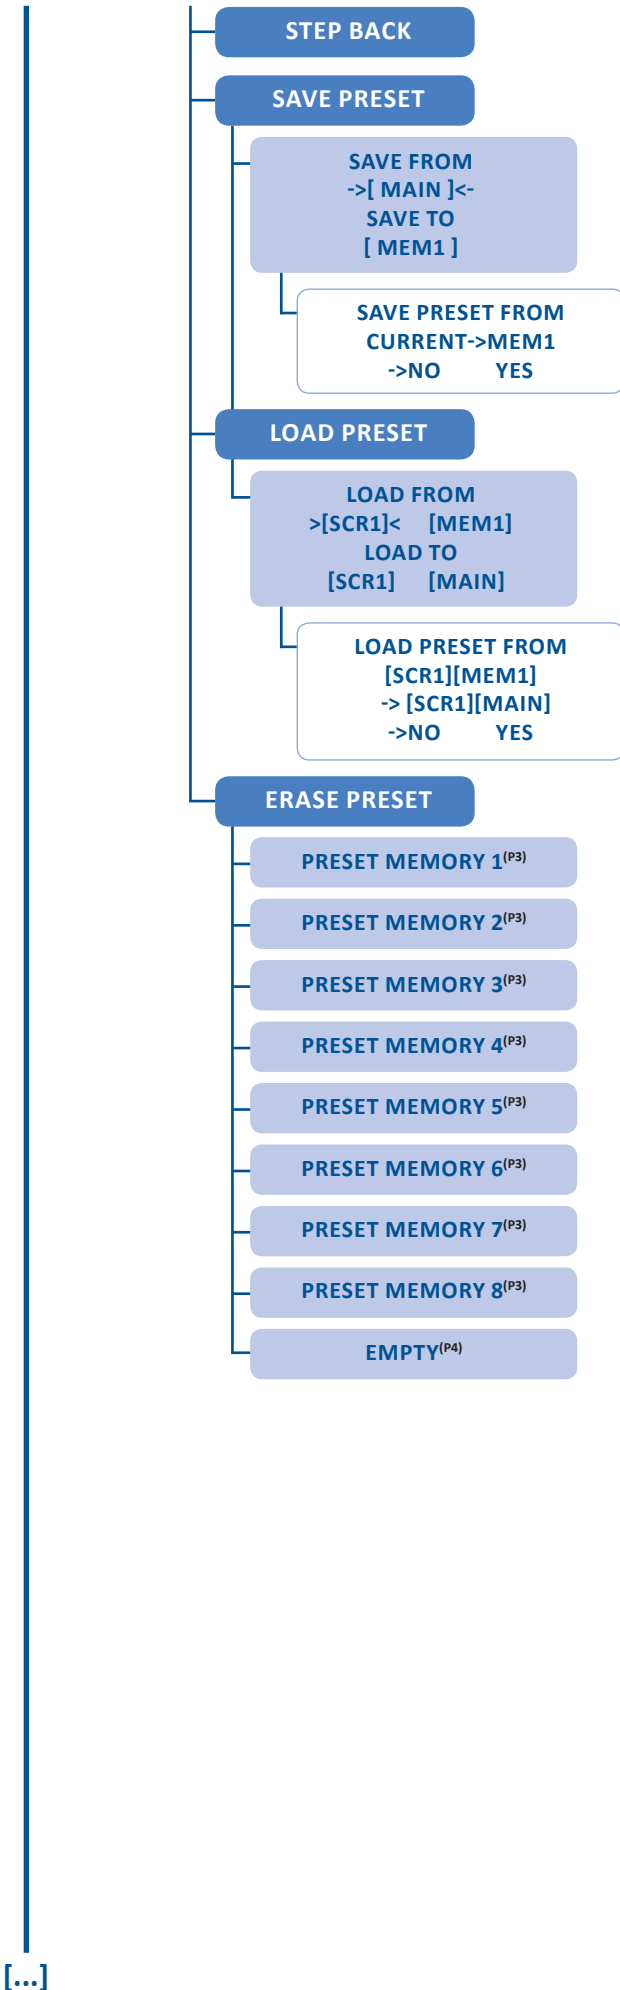 STEP BACK
SAVE PRESET
SAVE FROM
->[ MAIN ]<-
SAVE TO
[ MEM1 ]
SAVE PRESET FROM
CURRENT->MEM1
->NO YES
LOAD PRESET
LOAD FROM
>[SCR1]< [MEM1]
LOAD TO
[SCR1] [MAIN]
LOAD PRESET FROM
[SCR1][MEM1]
-> [SCR1][MAIN]
->NO YES
ERASE PRESET
PRESET MEMORY 1(P3)
PRESET MEMORY 2(P3)
PRESET MEMORY 3(P3)
PRESET MEMORY 4(P3)
PRESET MEMORY 5(P3)
PRESET MEMORY 6(P3)
PRESET MEMORY 7(P3)
PRESET MEMORY 8(P3)
EMPTY(P4)
[...]